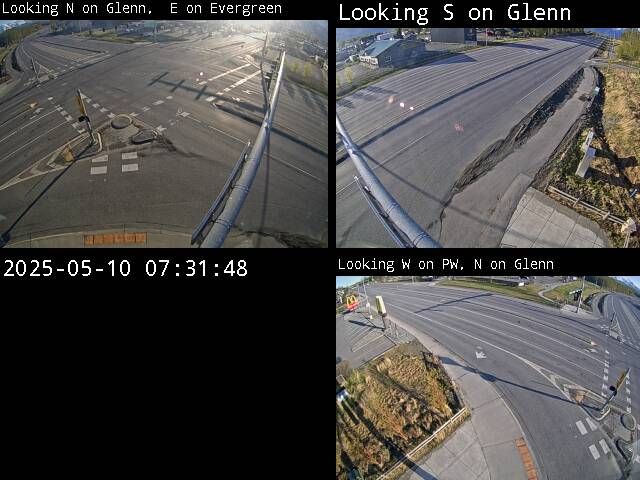 Looking N on Glenn,  E on Evergreen
Looking S on Glenn
2025-05-10 07:31:48
Looking W on PW, N on Glenn